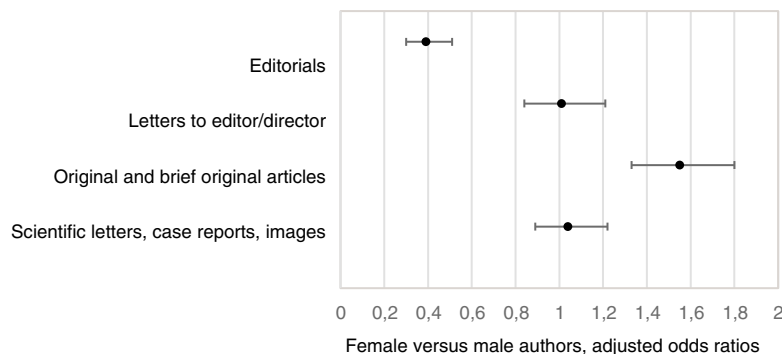 Editorials
Letters to editor/director
Original and brief original articles
Scientific letters, case reports, images
0 0,2 0,4 0,6 0,8 1 1,2 1,4 1,6 1,8 2
Female versus male authors, adjusted odds ratios